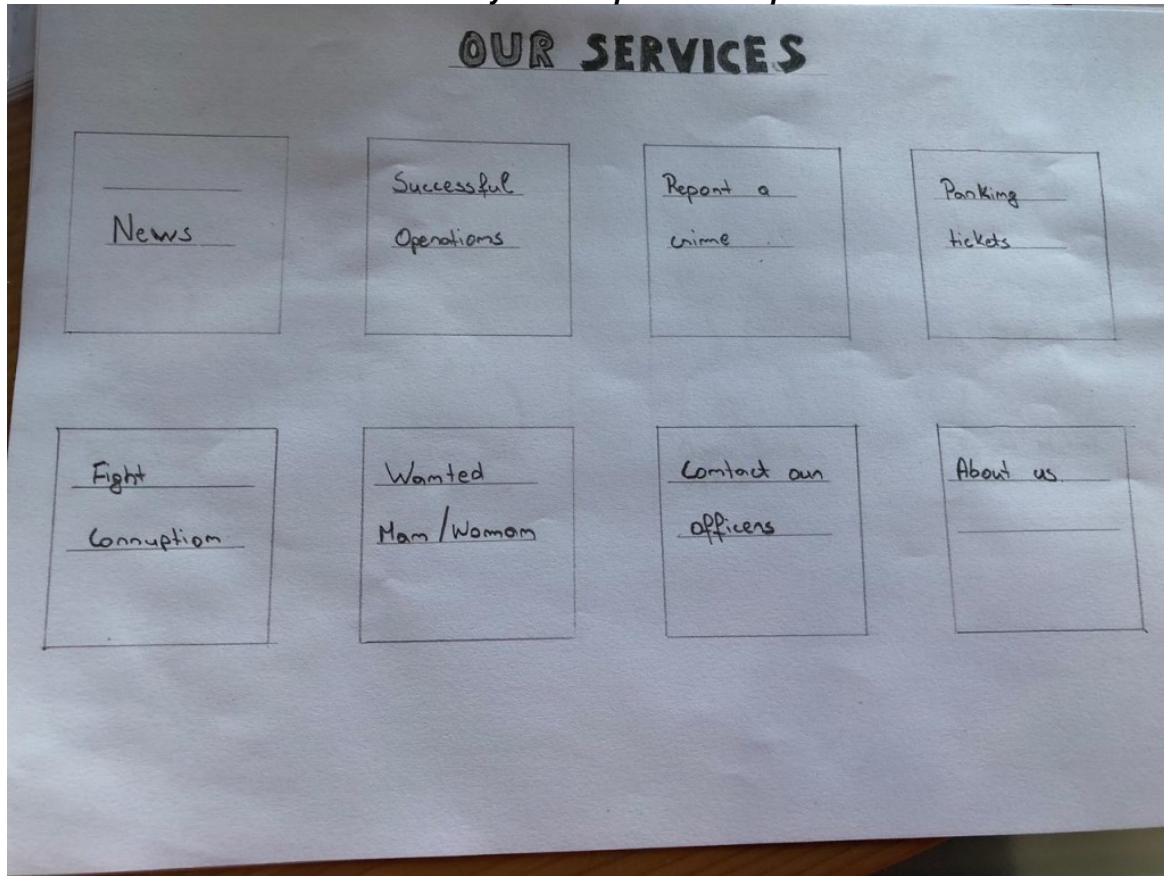 OUR SERVICES
News
Successful
Operations
Report a
crime
Parking
tickets
Fight
Corruption
Wanted
Man/Woman
Contact our
officers
About us